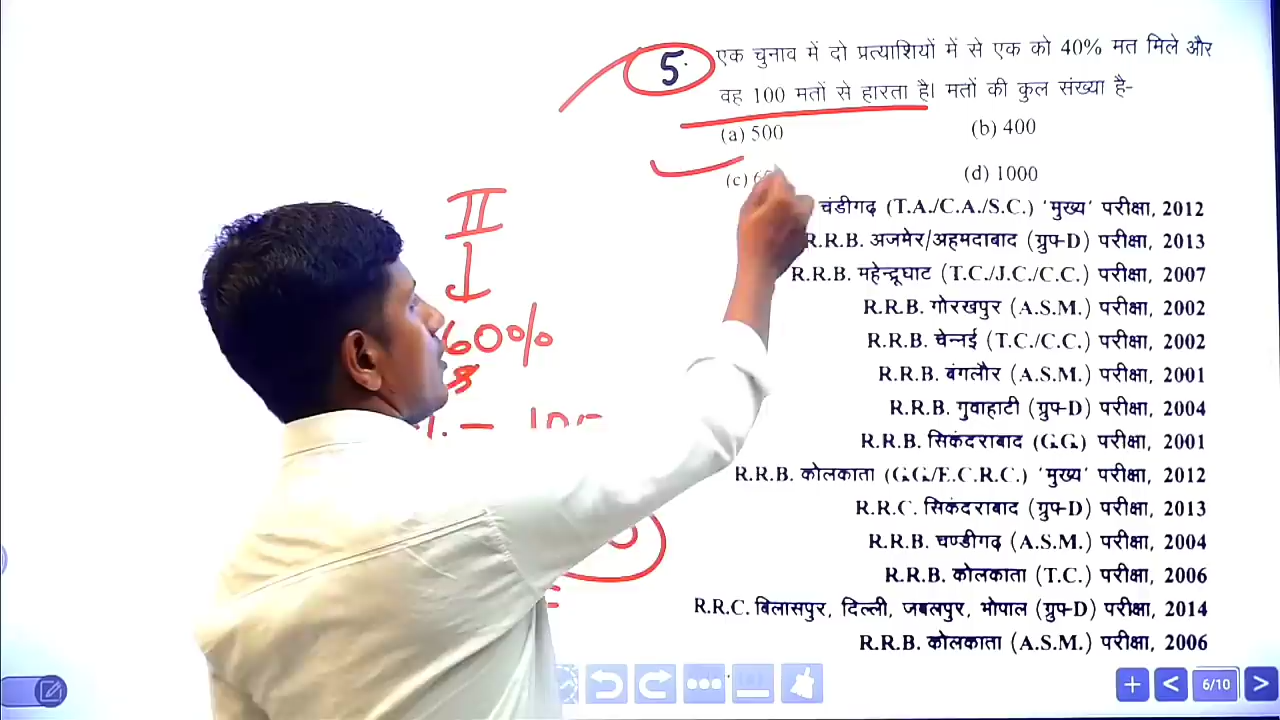 5.
एक चुनाव में दो प्रत्याशियों में से एक को 40% मत मिले और
वह 100 मतों से हारता है। मतों की कुल संख्या है-
(a) 500
(b) 400
(c)
(d) 1000
II
60%
चंडीगढ़ (T.A./C.A./S.C.) ‘मुख्य’ परीक्षा, 2012
R.R.B. अजमेर/अहमदाबाद (ग्रुप-D) परीक्षा, 2013
R.R.B. महेन्द्रूघाट (T.C./J.C./C.C.) परीक्षा, 2007
R.R.B. गोरखपुर (A.S.M.) परीक्षा, 2002
R.R.B. चेन्नई (T.C./C.C.) परीक्षा, 2002
R.R.B. बंगलौर (A.S.M.) परीक्षा, 2001
R.R.B. गुवाहाटी (ग्रुप-D) परीक्षा, 2004
R.R.B. सिकंदराबाद (G.G.) परीक्षा, 2001
R.R.B. कोलकाता (G.G./E.C.R.C.) ‘मुख्य’ परीक्षा, 2012
R.R.C. सिकंदराबाद (ग्रुप-D) परीक्षा, 2013
R.R.B. चण्डीगढ़ (A.S.M.) परीक्षा, 2004
R.R.B. कोलकाता (T.C.) परीक्षा, 2006
R.R.C. बिलासपुर, दिल्ली, जबलपुर, भोपाल (ग्रुप-D) परीक्षा, 2014
R.R.B. कोलकाता (A.S.M.) परीक्षा, 2006
6/10